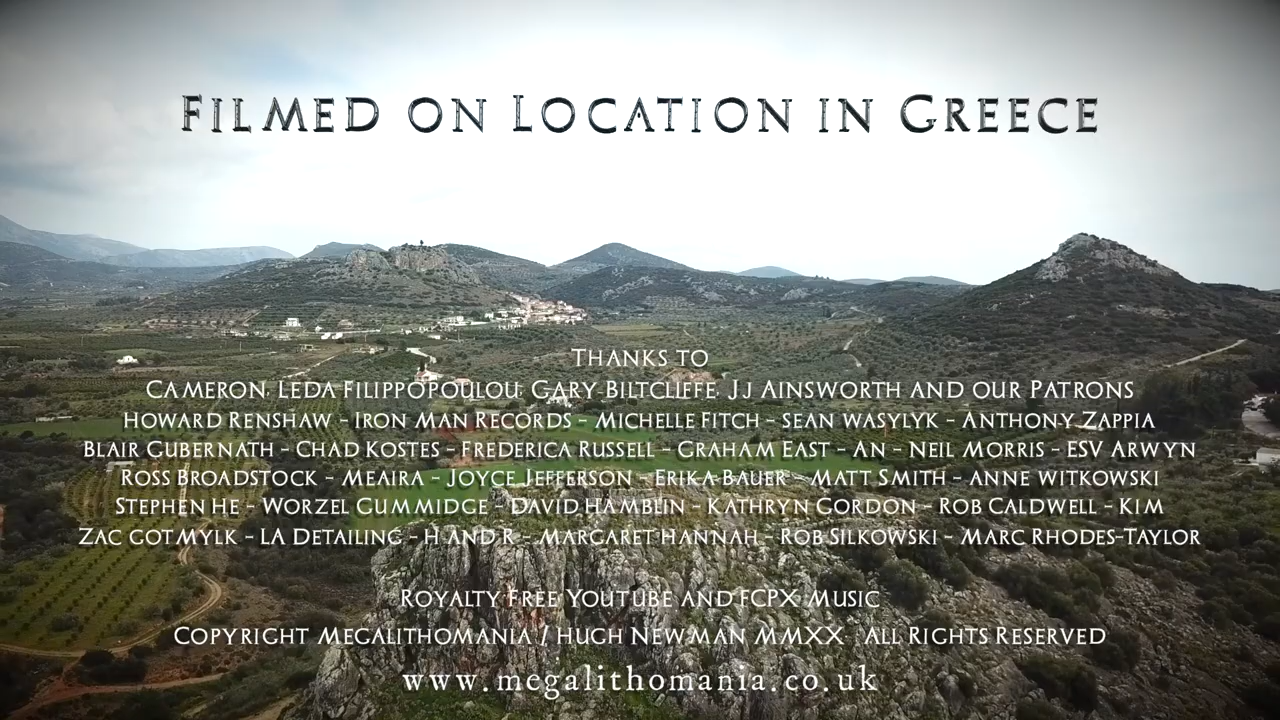 Filmed on Location in Greece
Thanks to
Cameron, Leda Filippopoulou, Gary Biltcliffe, Jj Ainsworth and our Patrons
Howard Renshaw - Iron Man Records - Michelle Fitch - sean wasylyk - Anthony Zappia
Blair Gubernath - Chad Kostes - Frederica Russell - Graham East - An - Neil Morris - ESV Arwyn
Ross Broadstock - Meaira - Joyce Jefferson - Erika Bauer - Matt Smith - anne witkowski
Stephen He - Worzel Gummidge - David Hamblin - Kathryn Gordon - Rob Caldwell - Kim
Zac gotmylk - LA Detailing - H and R - Margaret Hannah - Rob Silkowski - Marc Rhodes-Taylor
Royalty Free Youtube and FCPX Music
Copyright Megalithomania / Hugh Newman MMXX . All Rights Reserved
www.megalithomania.co.uk